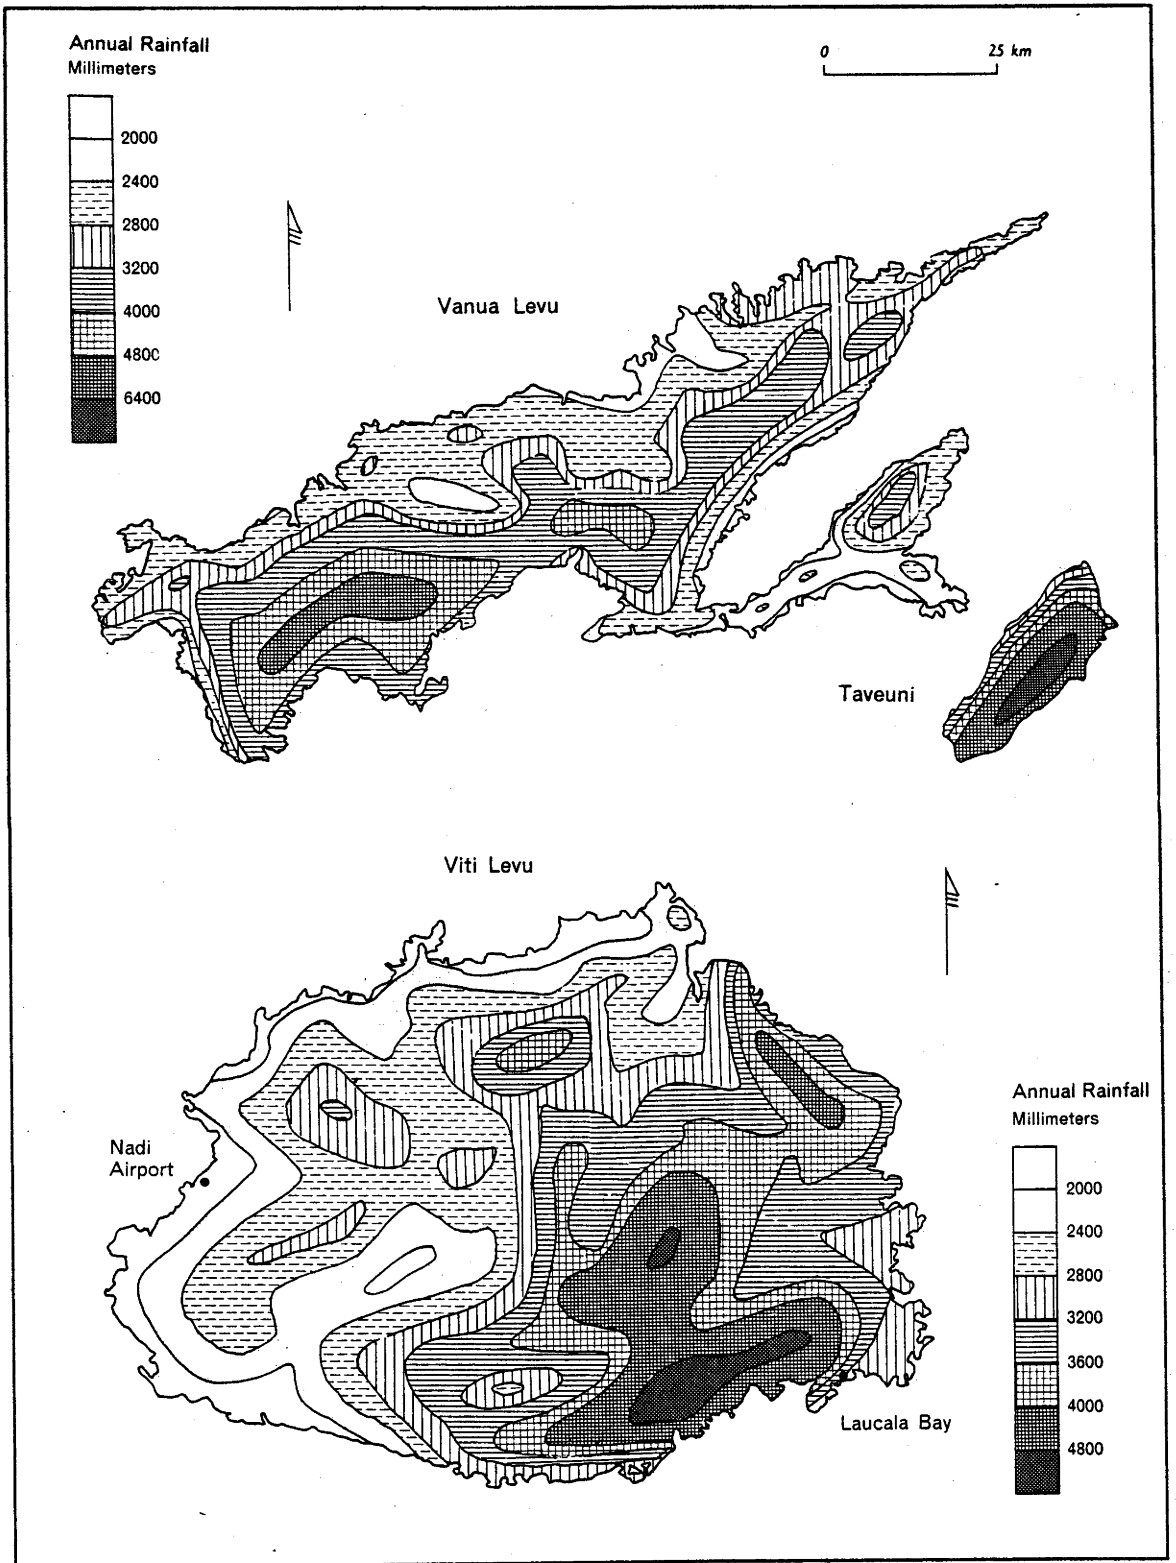 Annual Rainfall
Millimeters
2000
2400
2800
3200
4000
4800
6400
0 25 km
Vanua Levu
Taveuni
Viti Levu
Nadi
Airport
Laucala Bay
Annual Rainfall
Millimeters
2000
2400
2800
3200
3600
4000
4800